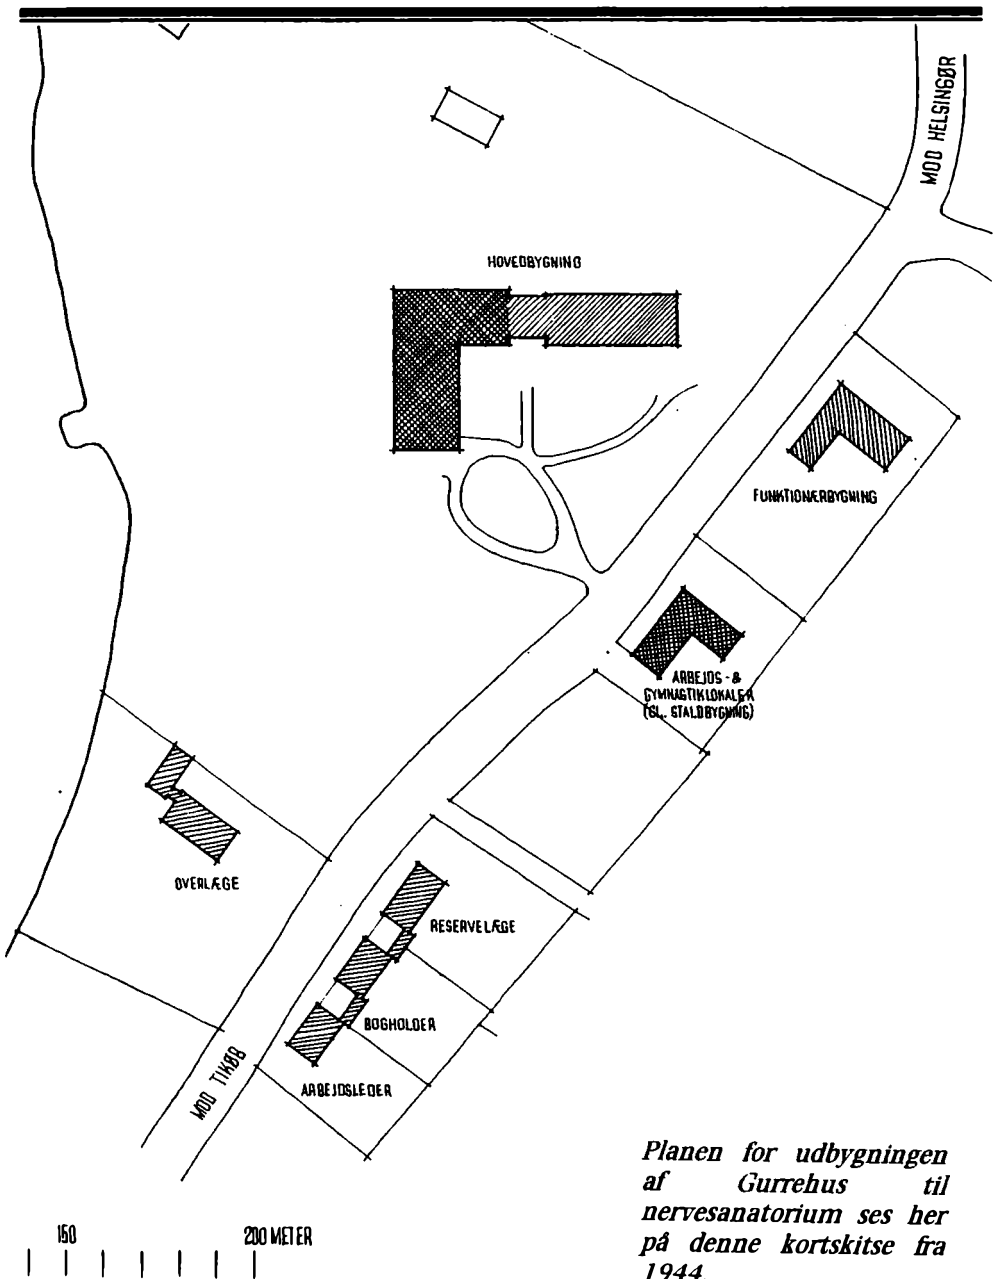 MOD HELSINGØR
HOVEDBYGNING
FUNKTIONÆRBYGNING
ARBEJDS- &
GYMNASTIKLOKALER
(GL. STALDBYGNING)
OVERLÆGE
RESERVELÆGE
BOGHOLDER
ARBEJDSLEDER
MOD TIKØB
Planen for udbygningen
af Gurrehus til
nervesanatorium ses her
på denne kortskitse fra
1944
150 200 METER